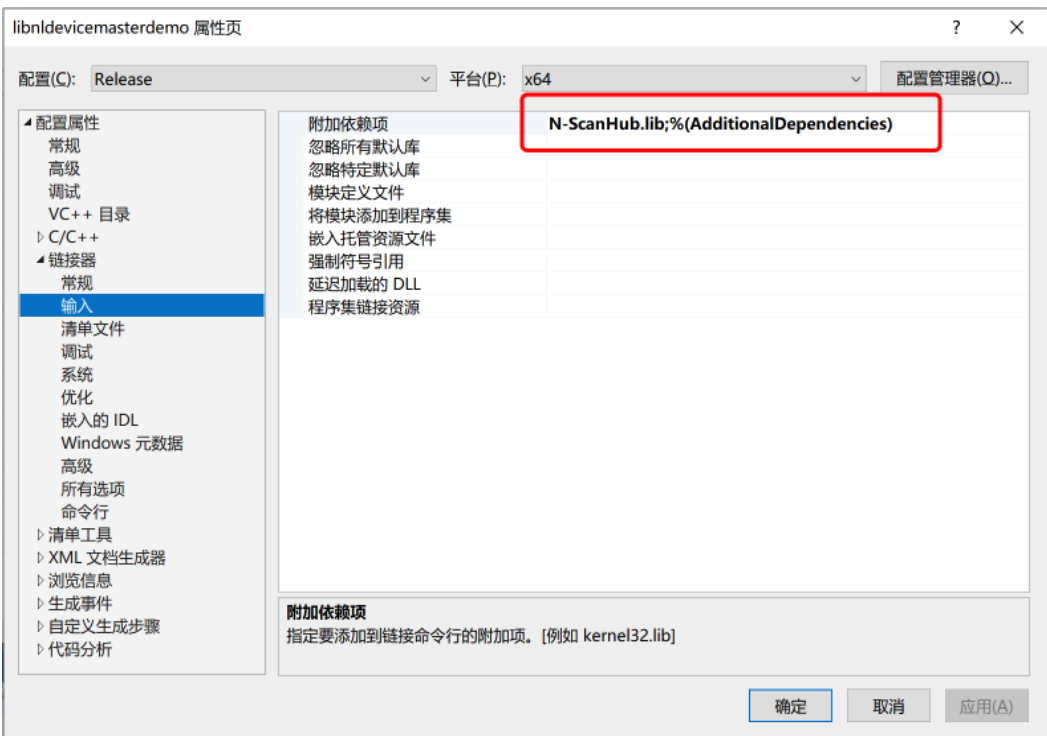 libnldevicemasterdemo 属性页
配置(C): Release 平台(P): x64 配置管理器(O)...
配置属性
常规
高级
调试
VC++ 目录
C/C++
链接器
常规
输入
清单文件
调试
系统
优化
嵌入的 IDL
Windows 元数据
高级
所有选项
命令行
清单工具
XML 文档生成器
浏览信息
生成事件
自定义生成步骤
代码分析
附加依赖项 N-ScanHub.lib;%(AdditionalDependencies)
忽略所有默认库
忽略特定默认库
模块定义文件
将模块添加到程序集
嵌入托管资源文件
强制符号引用
延迟加载的 DLL
程序集链接资源
附加依赖项
指定要添加到链接命令行的附加项。[例如 kernel32.lib]
确定 取消 应用(A)